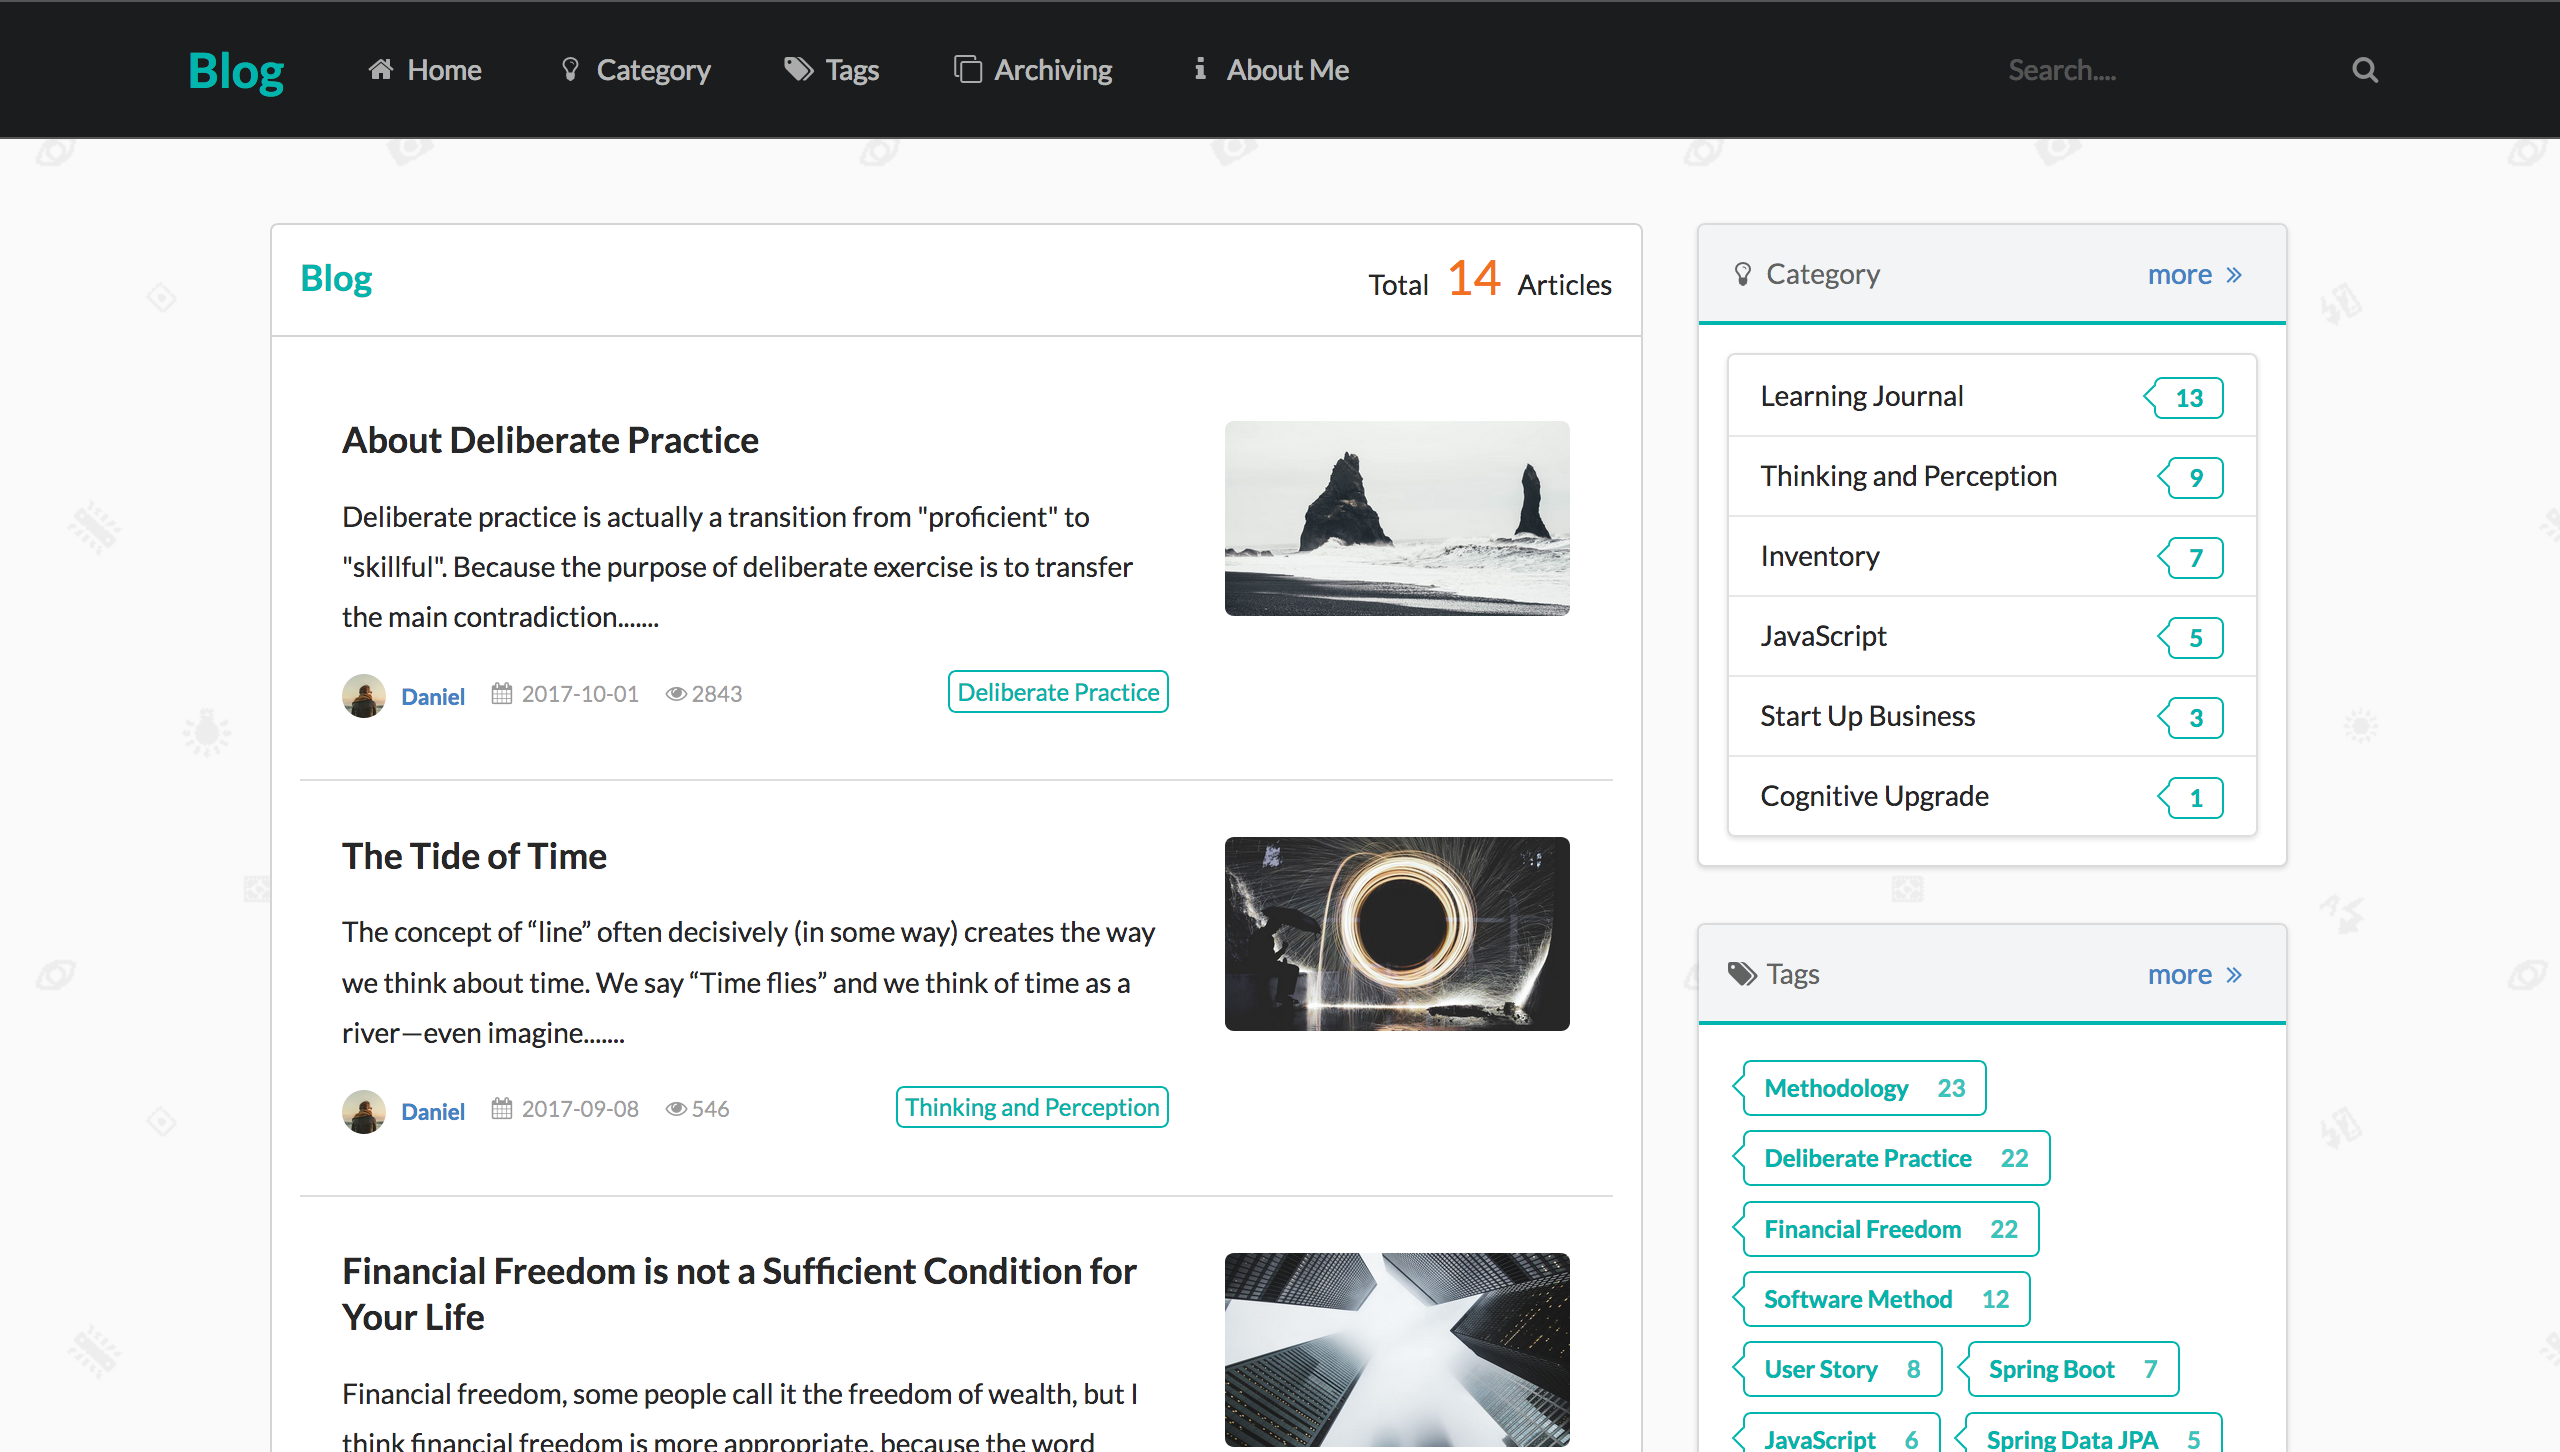 Blog
Home
Category
Tags
Archiving
About Me
Search....
Blog
Total 14 Articles
About Deliberate Practice
Deliberate practice is actually a transition from "proficient" to
"skillful". Because the purpose of deliberate exercise is to transfer
the main contradiction.......
Daniel 2017-10-01 2843
Deliberate Practice
The Tide of Time
The concept of “line” often decisively (in some way) creates the way
we think about time. We say “Time flies” and we think of time as a
river—even imagine.......
Daniel 2017-09-08 546
Thinking and Perception
Financial Freedom is not a Sufficient Condition for
Your Life
Financial freedom, some people call it the freedom of wealth, but I
think financial freedom is more appropriate, because the word
Category more
Learning Journal 13
Thinking and Perception 9
Inventory 7
JavaScript 5
Start Up Business 3
Cognitive Upgrade 1
Tags more
Methodology 23
Deliberate Practice 22
Financial Freedom 22
Software Method 12
User Story 8 Spring Boot 7
JavaScript 6 Spring Data JPA 5